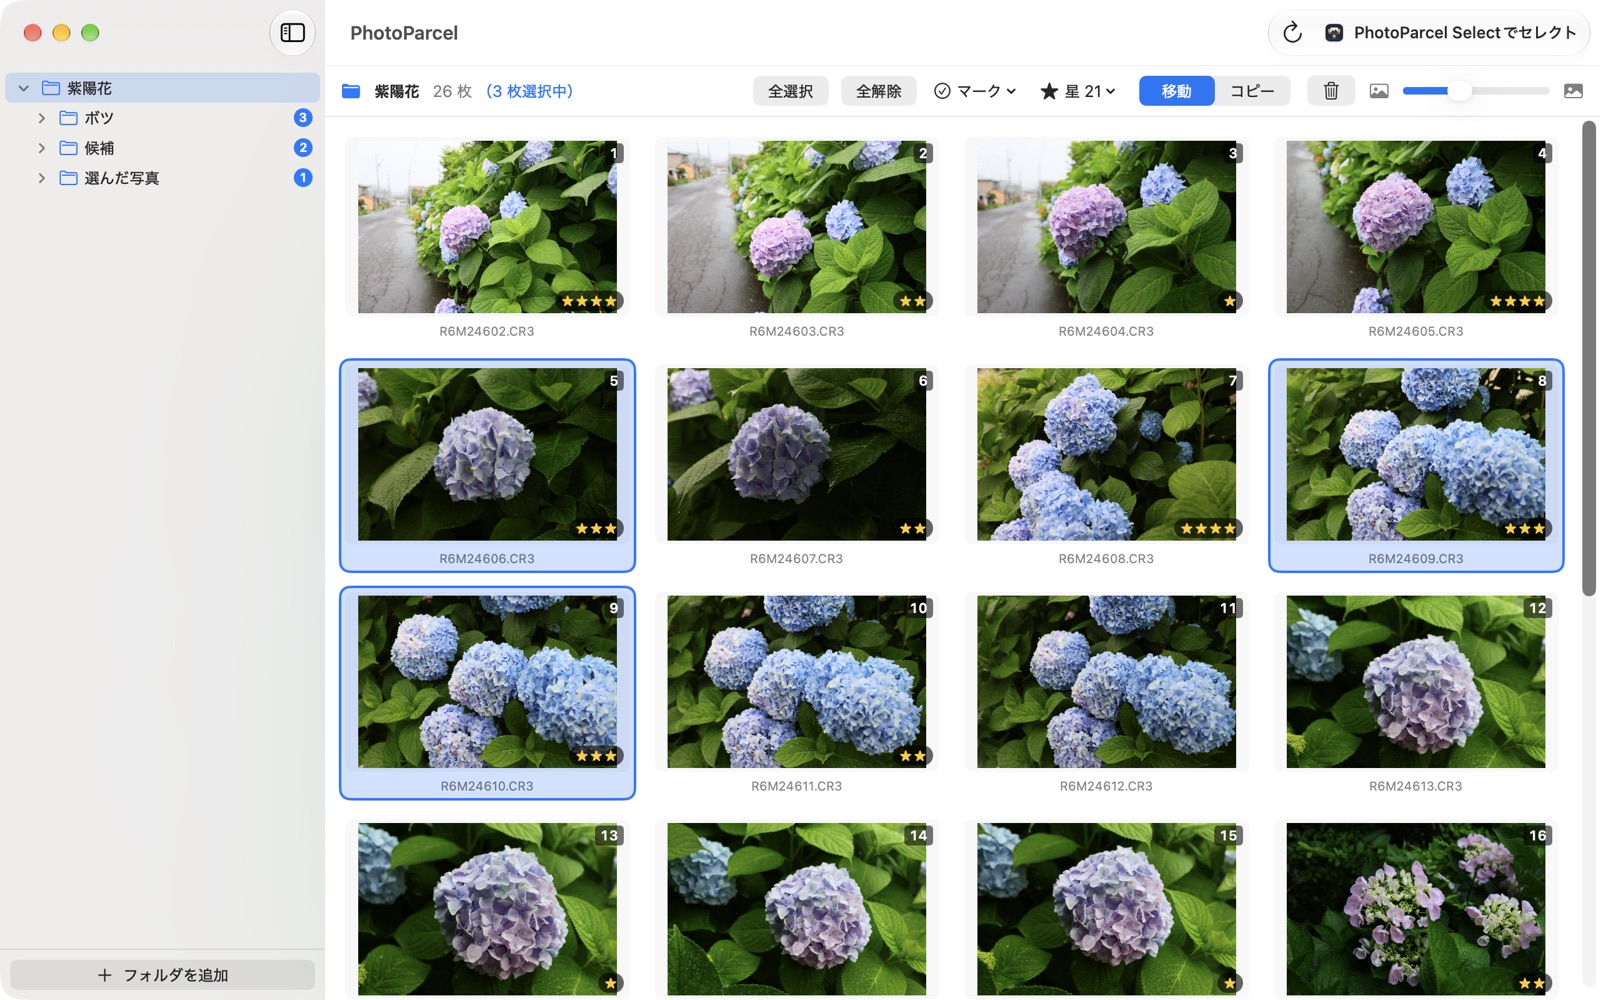 PhotoParcel
PhotoParcel Selectでセレクト
紫陽花
ボツ 3
候補 2
選んだ写真 1
紫陽花 26 枚 (3 枚選択中) 全選択 全解除 マーク 星 21 移動 コピー
1 2 3 4
★★★★ ★★ ★ ★★★★
R6M24602.CR3 R6M24603.CR3 R6M24604.CR3 R6M24605.CR3
5 6 7 8
★★★ ★★ ★★★★ ★★★
R6M24606.CR3 R6M24607.CR3 R6M24608.CR3 R6M24609.CR3
9 10 11 12
★★★ ★★
R6M24610.CR3 R6M24611.CR3 R6M24612.CR3 R6M24613.CR3
13 14 15 16
★ ★ ★★
＋ フォルダを追加